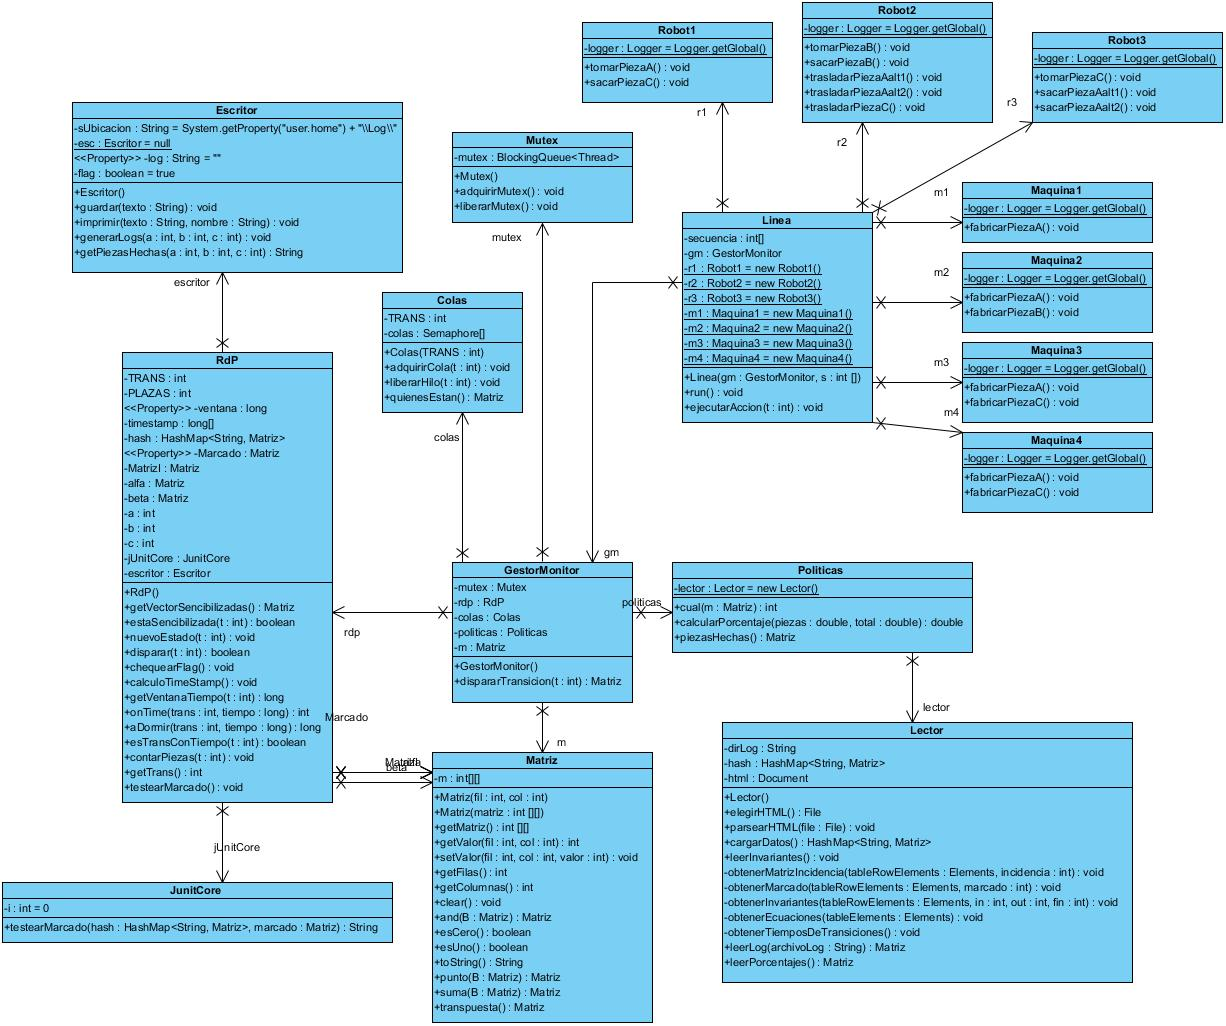 Robot1
-logger : Logger = Logger.getGlobal()
+tomarPiezaA() : void
+sacarPiezaC() : void
Robot2
-logger : Logger = Logger.getGlobal()
+tomarPiezaB() : void
+sacarPiezaB() : void
+trasladarPiezaAalt1() : void
+trasladarPiezaAalt2() : void
+trasladarPiezaC() : void
Robot3
-logger : Logger = Logger.getGlobal()
+tomarPiezaC() : void
+sacarPiezaAalt1() : void
+sacarPiezaAalt2() : void
r1
r2
r3
Escritor
-sUbicacion : String = System.getProperty("user.home") + "\\Log\\"
-esc : Escritor = null
<<Property>> -log : String = ""
-flag : boolean = true
+Escritor()
+guardar(texto : String) : void
+imprimir(texto : String, nombre : String) : void
+generarLogs(a : int, b : int, c : int) : void
+getPiezasHechas(a : int, b : int, c : int) : String
escritor
Mutex
-mutex : BlockingQueue<Thread>
+Mutex()
+adquirirMutex() : void
+liberarMutex() : void
mutex
Linea
-secuencia : int[]
-gm : GestorMonitor
-r1 : Robot1 = new Robot1()
-r2 : Robot2 = new Robot2()
-r3 : Robot3 = new Robot3()
-m1 : Maquina1 = new Maquina1()
-m2 : Maquina2 = new Maquina2()
-m3 : Maquina3 = new Maquina3()
-m4 : Maquina4 = new Maquina4()
+Linea(gm : GestorMonitor, s : int [])
+run() : void
+ejecutarAccion(t : int) : void
m1
Maquina1
-logger : Logger = Logger.getGlobal()
+fabricarPiezaA() : void
m2
Maquina2
-logger : Logger = Logger.getGlobal()
+fabricarPiezaA() : void
+fabricarPiezaB() : void
m3
Maquina3
-logger : Logger = Logger.getGlobal()
+fabricarPiezaA() : void
+fabricarPiezaC() : void
m4
Maquina4
-logger : Logger = Logger.getGlobal()
+fabricarPiezaA() : void
+fabricarPiezaC() : void
Colas
-TRANS : int
-colas : Semaphore[]
+Colas(TRANS : int)
+adquirirCola(t : int) : void
+liberarHilo(t : int) : void
+quienesEstan() : Matriz
colas
RdP
-TRANS : int
-PLAZAS : int
<<Property>> -ventana : long
-timestamp : long[]
-hash : HashMap<String, Matriz>
<<Property>> -Marcado : Matriz
-MatrizI : Matriz
-alfa : Matriz
-beta : Matriz
-a : int
-b : int
-c : int
-jUnitCore : JunitCore
-escritor : Escritor
+RdP()
+getVectorSencibilizadas() : Matriz
+estaSencibilizada(t : int) : boolean
+nuevoEstado(t : int) : void
+disparar(t : int) : boolean
+chequearFlag() : void
+calculoTimeStamp() : void
+getVentanaTiempo(t : int) : long
+onTime(trans : int, tiempo : long) : int
+aDormir(trans : int, tiempo : long) : long
+esTransConTiempo(t : int) : boolean
+contarPiezas(t : int) : void
+getTrans() : int
+testearMarcado() : void
gm
GestorMonitor
-mutex : Mutex
-rdp : RdP
-colas : Colas
-politicas : Politicas
-m : Matriz
+GestorMonitor()
+dispararTransicion(t : int) : Matriz
rdp
politicas
Politicas
-lector : Lector = new Lector()
+cual(m : Matriz) : int
+calcularPorcentaje(piezas : double, total : double) : double
+piezasHechas() : Matriz
lector
Marcado
beta
m
Matriz
-m : int[][]
+Matriz(fil : int, col : int)
+Matriz(matriz : int [][])
+getMatriz() : int [][]
+getValor(fil : int, col : int) : int
+setValor(fil : int, col : int, valor : int) : void
+getFilas() : int
+getColumnas() : int
+clear() : void
+and(B : Matriz) : Matriz
+esCero() : boolean
+esUno() : boolean
+toString() : String
+punto(B : Matriz) : Matriz
+suma(B : Matriz) : Matriz
+transpuesta() : Matriz
Lector
-dirLog : String
-hash : HashMap<String, Matriz>
-html : Document
+Lector()
+elegirHTML() : File
+parsearHTML(file : File) : void
+cargarDatos() : HashMap<String, Matriz>
+leerInvariantes() : void
-obtenerMatrizIncidencia(tableRowElements : Elements, incidencia : int) : void
-obtenerMarcado(tableRowElements : Elements, marcado : int) : void
-obtenerInvariantes(tableRowElements : Elements, in : int, out : int, fin : int) : void
-obtenerEcuaciones(tableElements : Elements) : void
-obtenerTiemposDeTransiciones() : void
+leerLog(archivoLog : String) : Matriz
+leerPorcentajes() : Matriz
jUnitCore
JunitCore
-i : int = 0
+testearMarcado(hash : HashMap<String, Matriz>, marcado : Matriz) : String